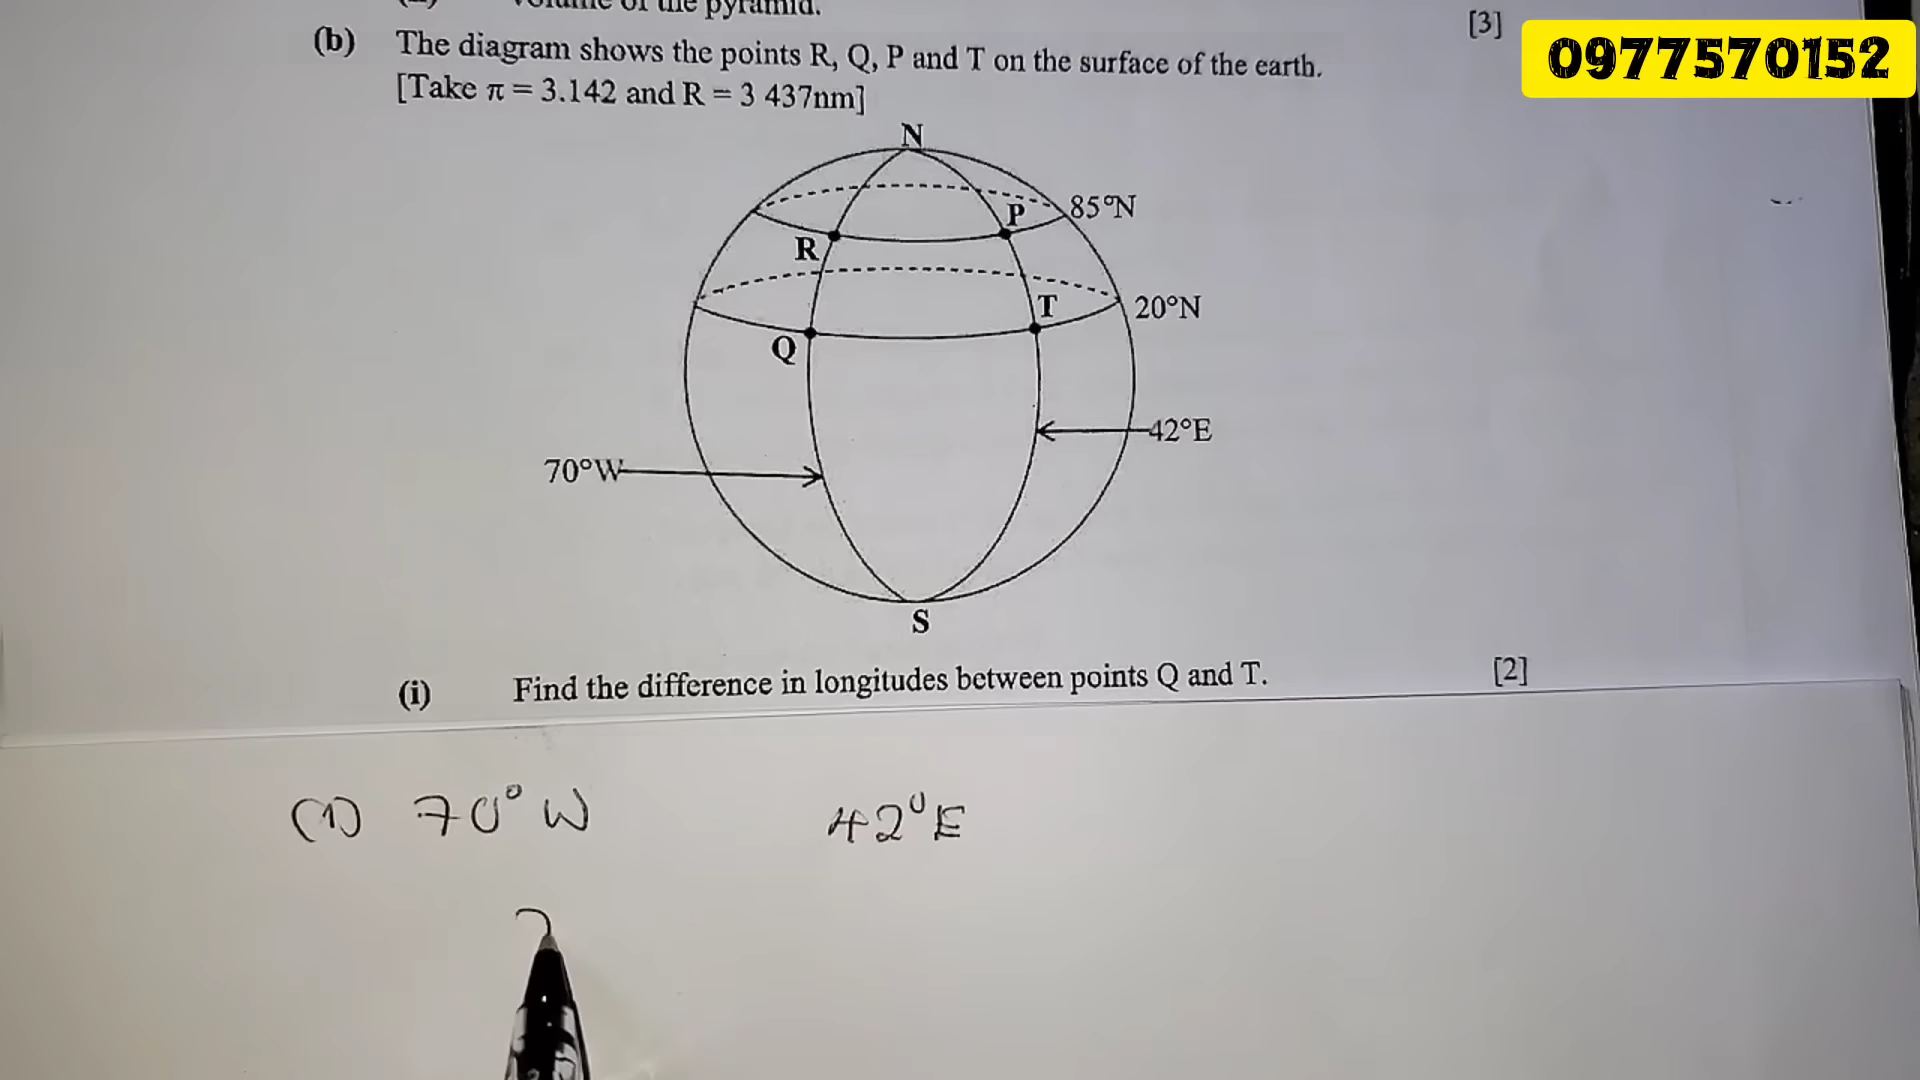 volume of the pyramid.
[3]
0977570152
(b) The diagram shows the points R, Q, P and T on the surface of the earth.
[Take π = 3.142 and R = 3 437nm]
N
85°N
P
R
T
20°N
Q
42°E
70°W
S
(i) Find the difference in longitudes between points Q and T. [2]
(1) 70° W 42° E